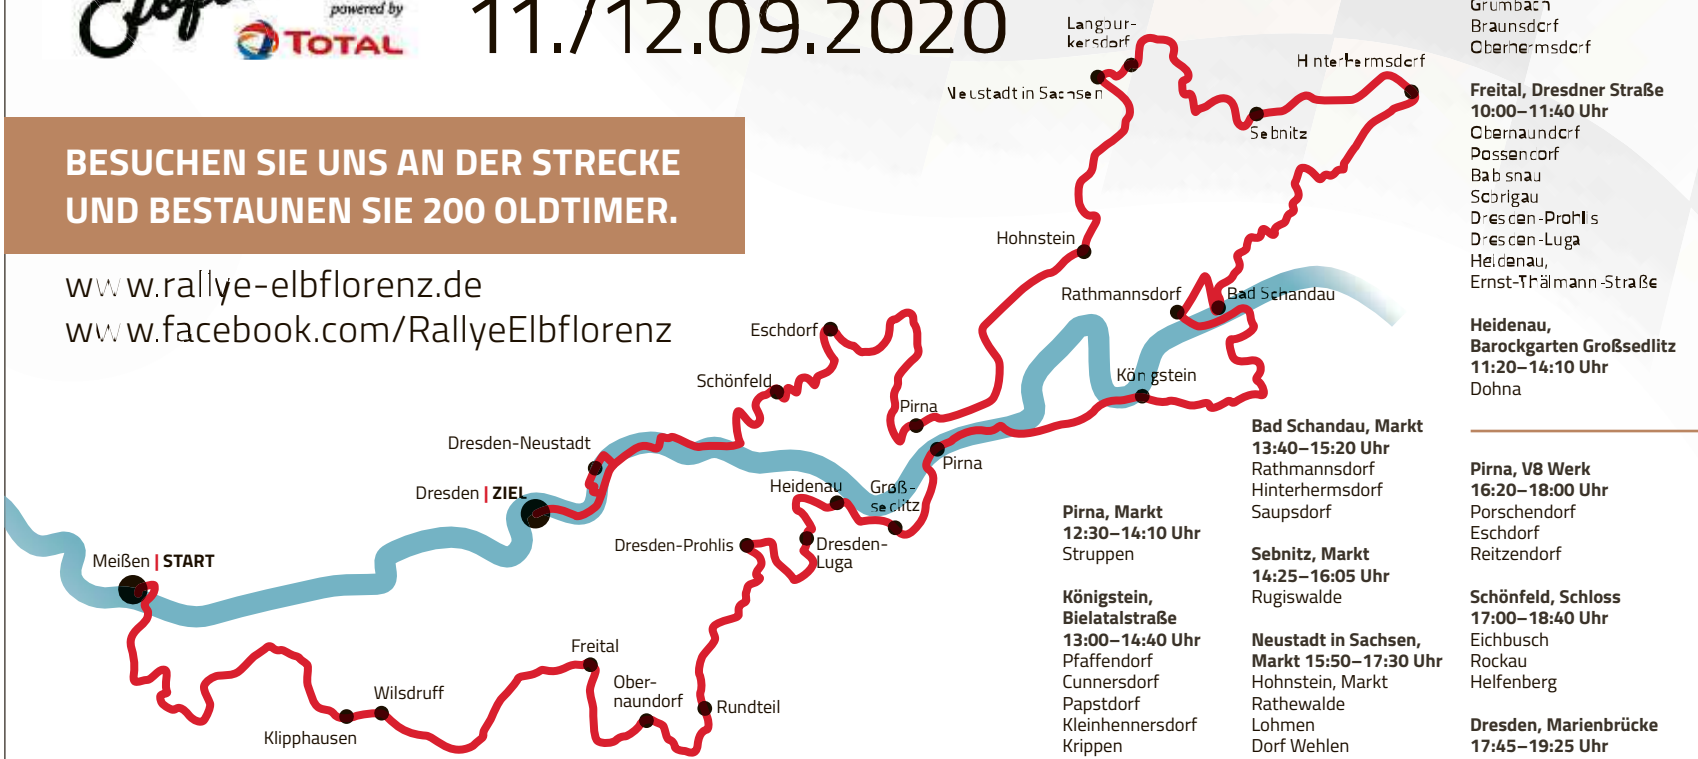 powered by
TOTAL
11./12.09.2020
BESUCHEN SIE UNS AN DER STRECKE
UND BESTAUNEN SIE 200 OLDTIMER.
www.rallye-elbflorenz.de
www.facebook.com/RallyeElbflorenz
Langbur-
kersdorf
Neustadt in Sachsen
Hinterhermsdorf
Sebnitz
Hohnstein
Rathmannsdorf
Bad Schandau
Eschdorf
Schönfeld
Königstein
Pirna
Dresden-Neustadt
Pirna
Dresden | ZIEL
Heidenau
Groß-
sedlitz
Dresden-Prohlis
Dresden-
Luga
Meißen | START
Freital
Ober-
naundorf
Wilsdruff
Rundteil
Klipphausen
Pirna, Markt
12:30–14:10 Uhr
Struppen
Königstein,
Bielatalstraße
13:00–14:40 Uhr
Pfaffendorf
Cunnersdorf
Papstdorf
Kleinhennersdorf
Krippen
Bad Schandau, Markt
13:40–15:20 Uhr
Rathmannsdorf
Hinterhermsdorf
Saupsdorf
Sebnitz, Markt
14:25–16:05 Uhr
Rugiswalde
Neustadt in Sachsen,
Markt 15:50–17:30 Uhr
Hohnstein, Markt
Rathewalde
Lohmen
Dorf Wehlen
Grumbach
Braunsdorf
Oberhermsdorf
Freital, Dresdner Straße
10:00–11:40 Uhr
Obernaundorf
Possendorf
Babisnau
Sobrigau
Dresden-Prohlis
Dresden-Luga
Heidenau,
Ernst-Thälmann-Straße
Heidenau,
Barockgarten Großsedlitz
11:20–14:10 Uhr
Dohna
Pirna, V8 Werk
16:20–18:00 Uhr
Porschendorf
Eschdorf
Reitzendorf
Schönfeld, Schloss
17:00–18:40 Uhr
Eichbusch
Rockau
Helfenberg
Dresden, Marienbrücke
17:45–19:25 Uhr